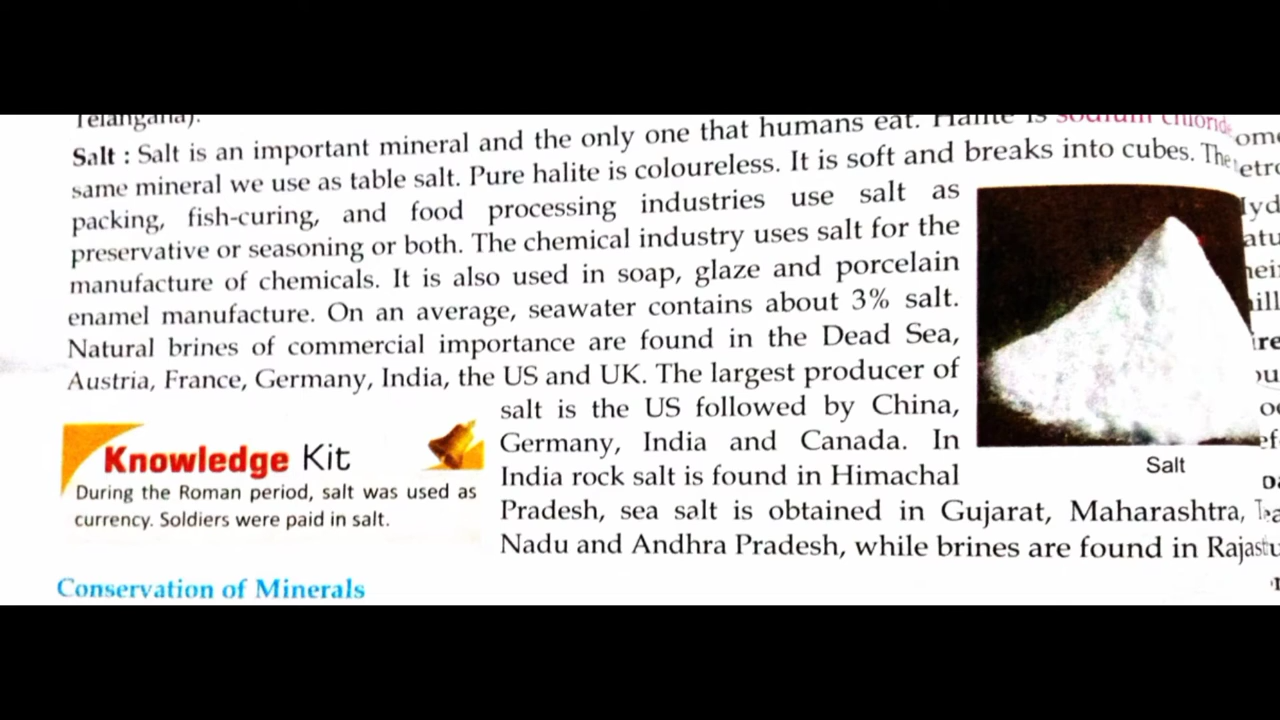 Telangana).
Salt : Salt is an important mineral and the only one that humans eat. Halite is sodium chloride
same mineral we use as table salt. Pure halite is coloureless. It is soft and breaks into cubes. The
packing, fish-curing, and food processing industries use salt as
preservative or seasoning or both. The chemical industry uses salt for the
manufacture of chemicals. It is also used in soap, glaze and porcelain
enamel manufacture. On an average, seawater contains about 3% salt.
Natural brines of commercial importance are found in the Dead Sea,
Austria, France, Germany, India, the US and UK. The largest producer of
salt is the US followed by China,
Germany, India and Canada. In
India rock salt is found in Himachal
Pradesh, sea salt is obtained in Gujarat, Maharashtra,
Nadu and Andhra Pradesh, while brines are found in
Salt
Knowledge Kit
During the Roman period, salt was used as
currency. Soldiers were paid in salt.
Conservation of Minerals